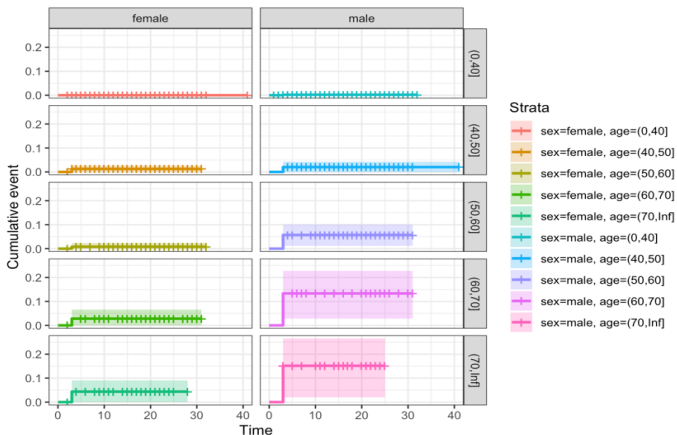 female male
0.2
0.1
0.0
(0,40]
0.2
0.1
0.0
(40,50]
0.2
0.1
0.0
(50,60]
0.2
0.1
0.0
(60,70]
0.2
0.1
0.0
(70,Inf]
0 10 20 30 40 0 10 20 30 40
Time
Cumulative event
Strata
sex=female, age=(0,40]
sex=female, age=(40,50]
sex=female, age=(50,60]
sex=female, age=(60,70]
sex=female, age=(70,Inf]
sex=male, age=(0,40]
sex=male, age=(40,50]
sex=male, age=(50,60]
sex=male, age=(60,70]
sex=male, age=(70,Inf]